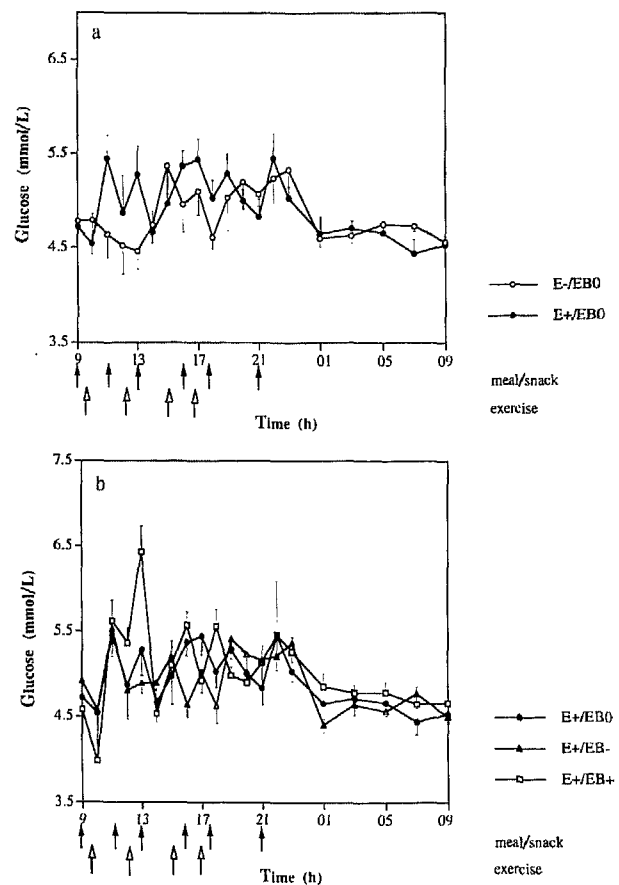 a
6.5
5.5
4.5
3.5
Glucose (mmol/L)
9
13
17
21
01
05
09
Time (h)
E-/EB0
E+/EB0
meal/snack
exercise
b
7.5
6.5
5.5
4.5
3.5
Glucose (mmol/L)
9
13
17
21
01
05
09
Time (h)
E+/EB0
E+/EB-
E+/EB+
meal/snack
exercise